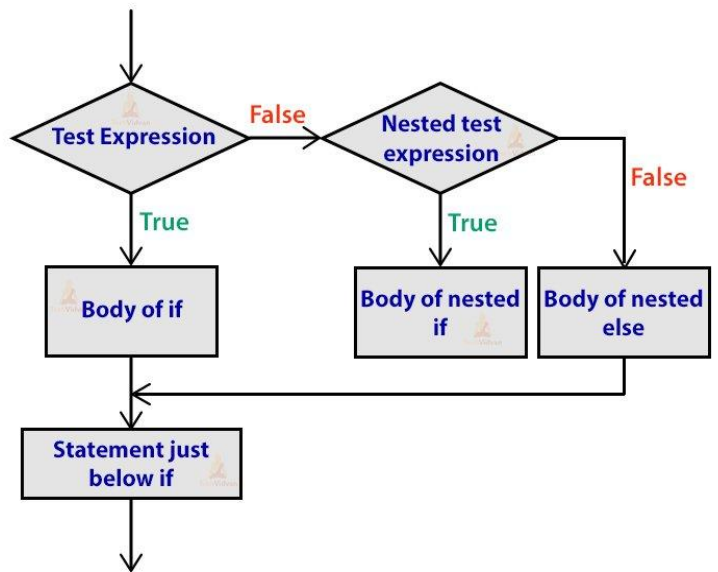 Test Expression
False
Nested test
expression
True
True
False
Body of if
Body of nested
if
Body of nested
else
Statement just
below if